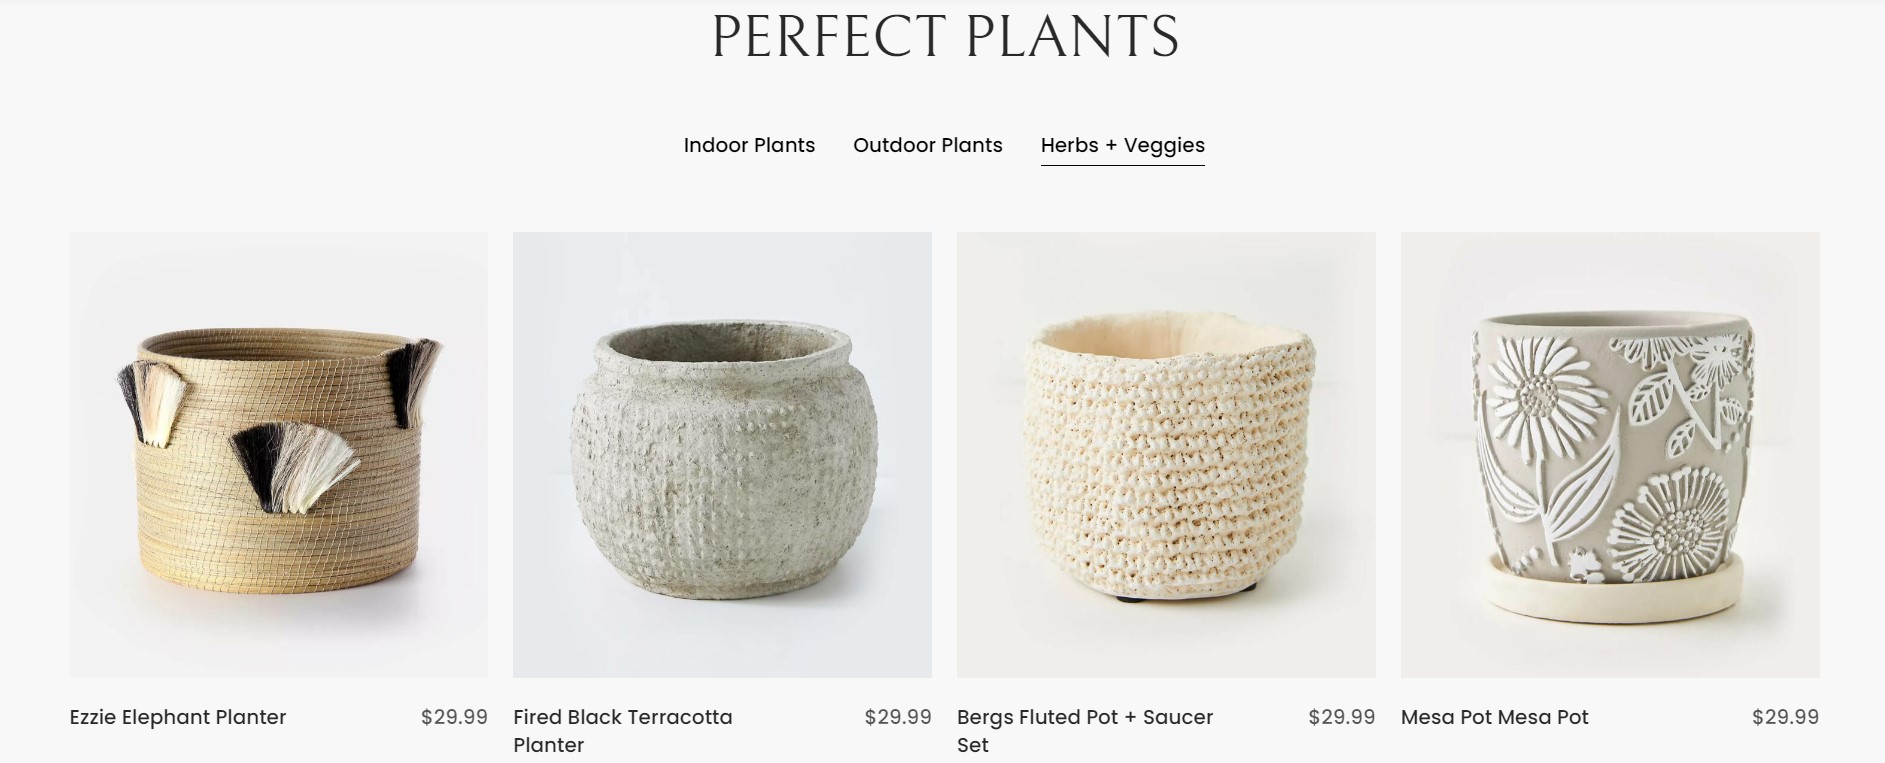 PERFECT PLANTS
Indoor Plants
Outdoor Plants
Herbs + Veggies
Ezzie Elephant Planter
$29.99
Fired Black Terracotta
Planter
$29.99
Bergs Fluted Pot + Saucer
Set
$29.99
Mesa Pot Mesa Pot
$29.99